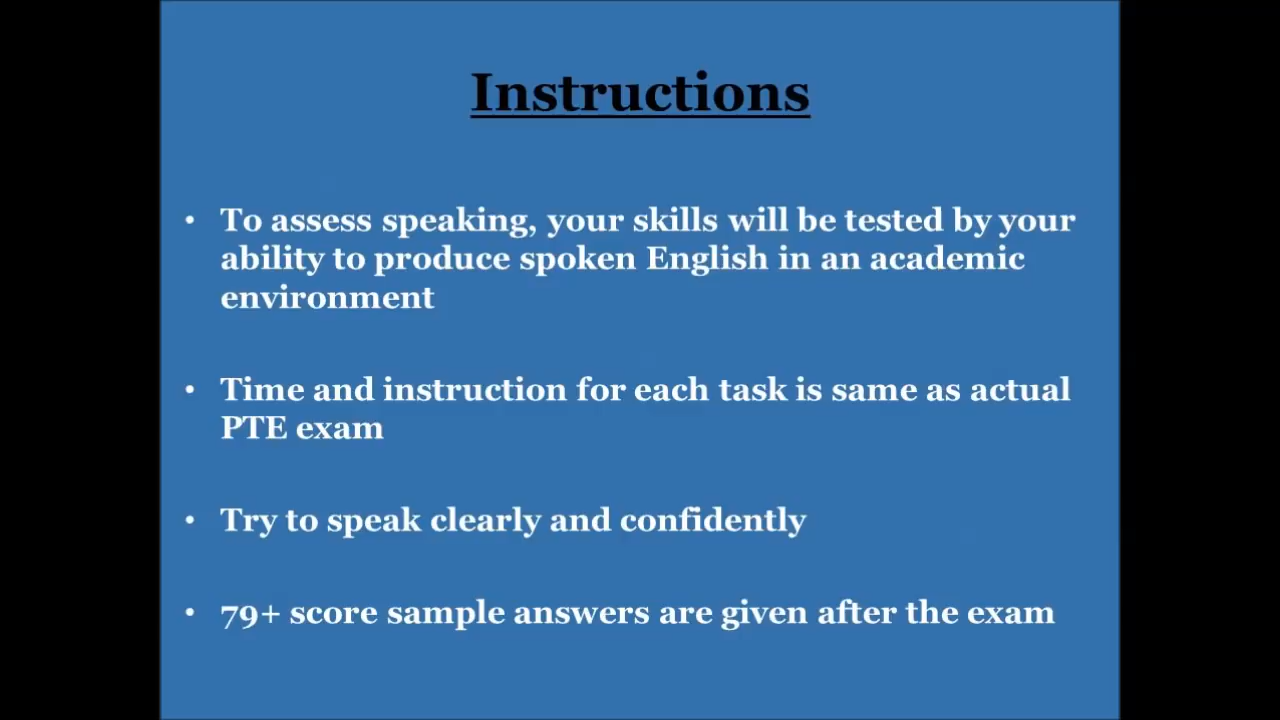 Instructions
• To assess speaking, your skills will be tested by your
ability to produce spoken English in an academic
environment
• Time and instruction for each task is same as actual
PTE exam
• Try to speak clearly and confidently
• 79+ score sample answers are given after the exam